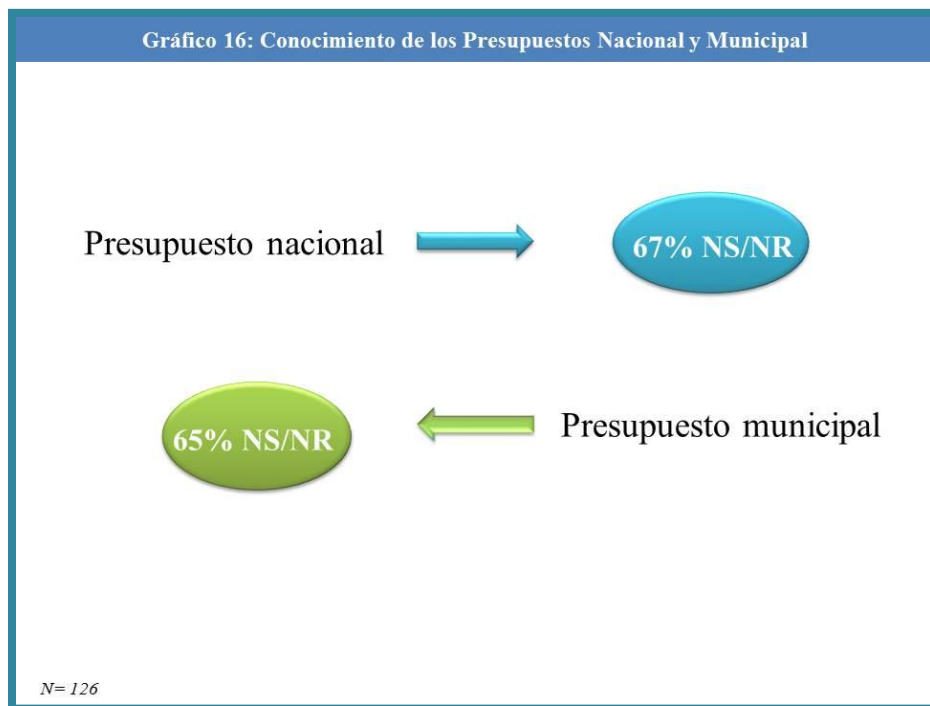 Gráfico 16: Conocimiento de los Presupuestos Nacional y Municipal
Presupuesto nacional
67% NS/NR
65% NS/NR
Presupuesto municipal
N= 126